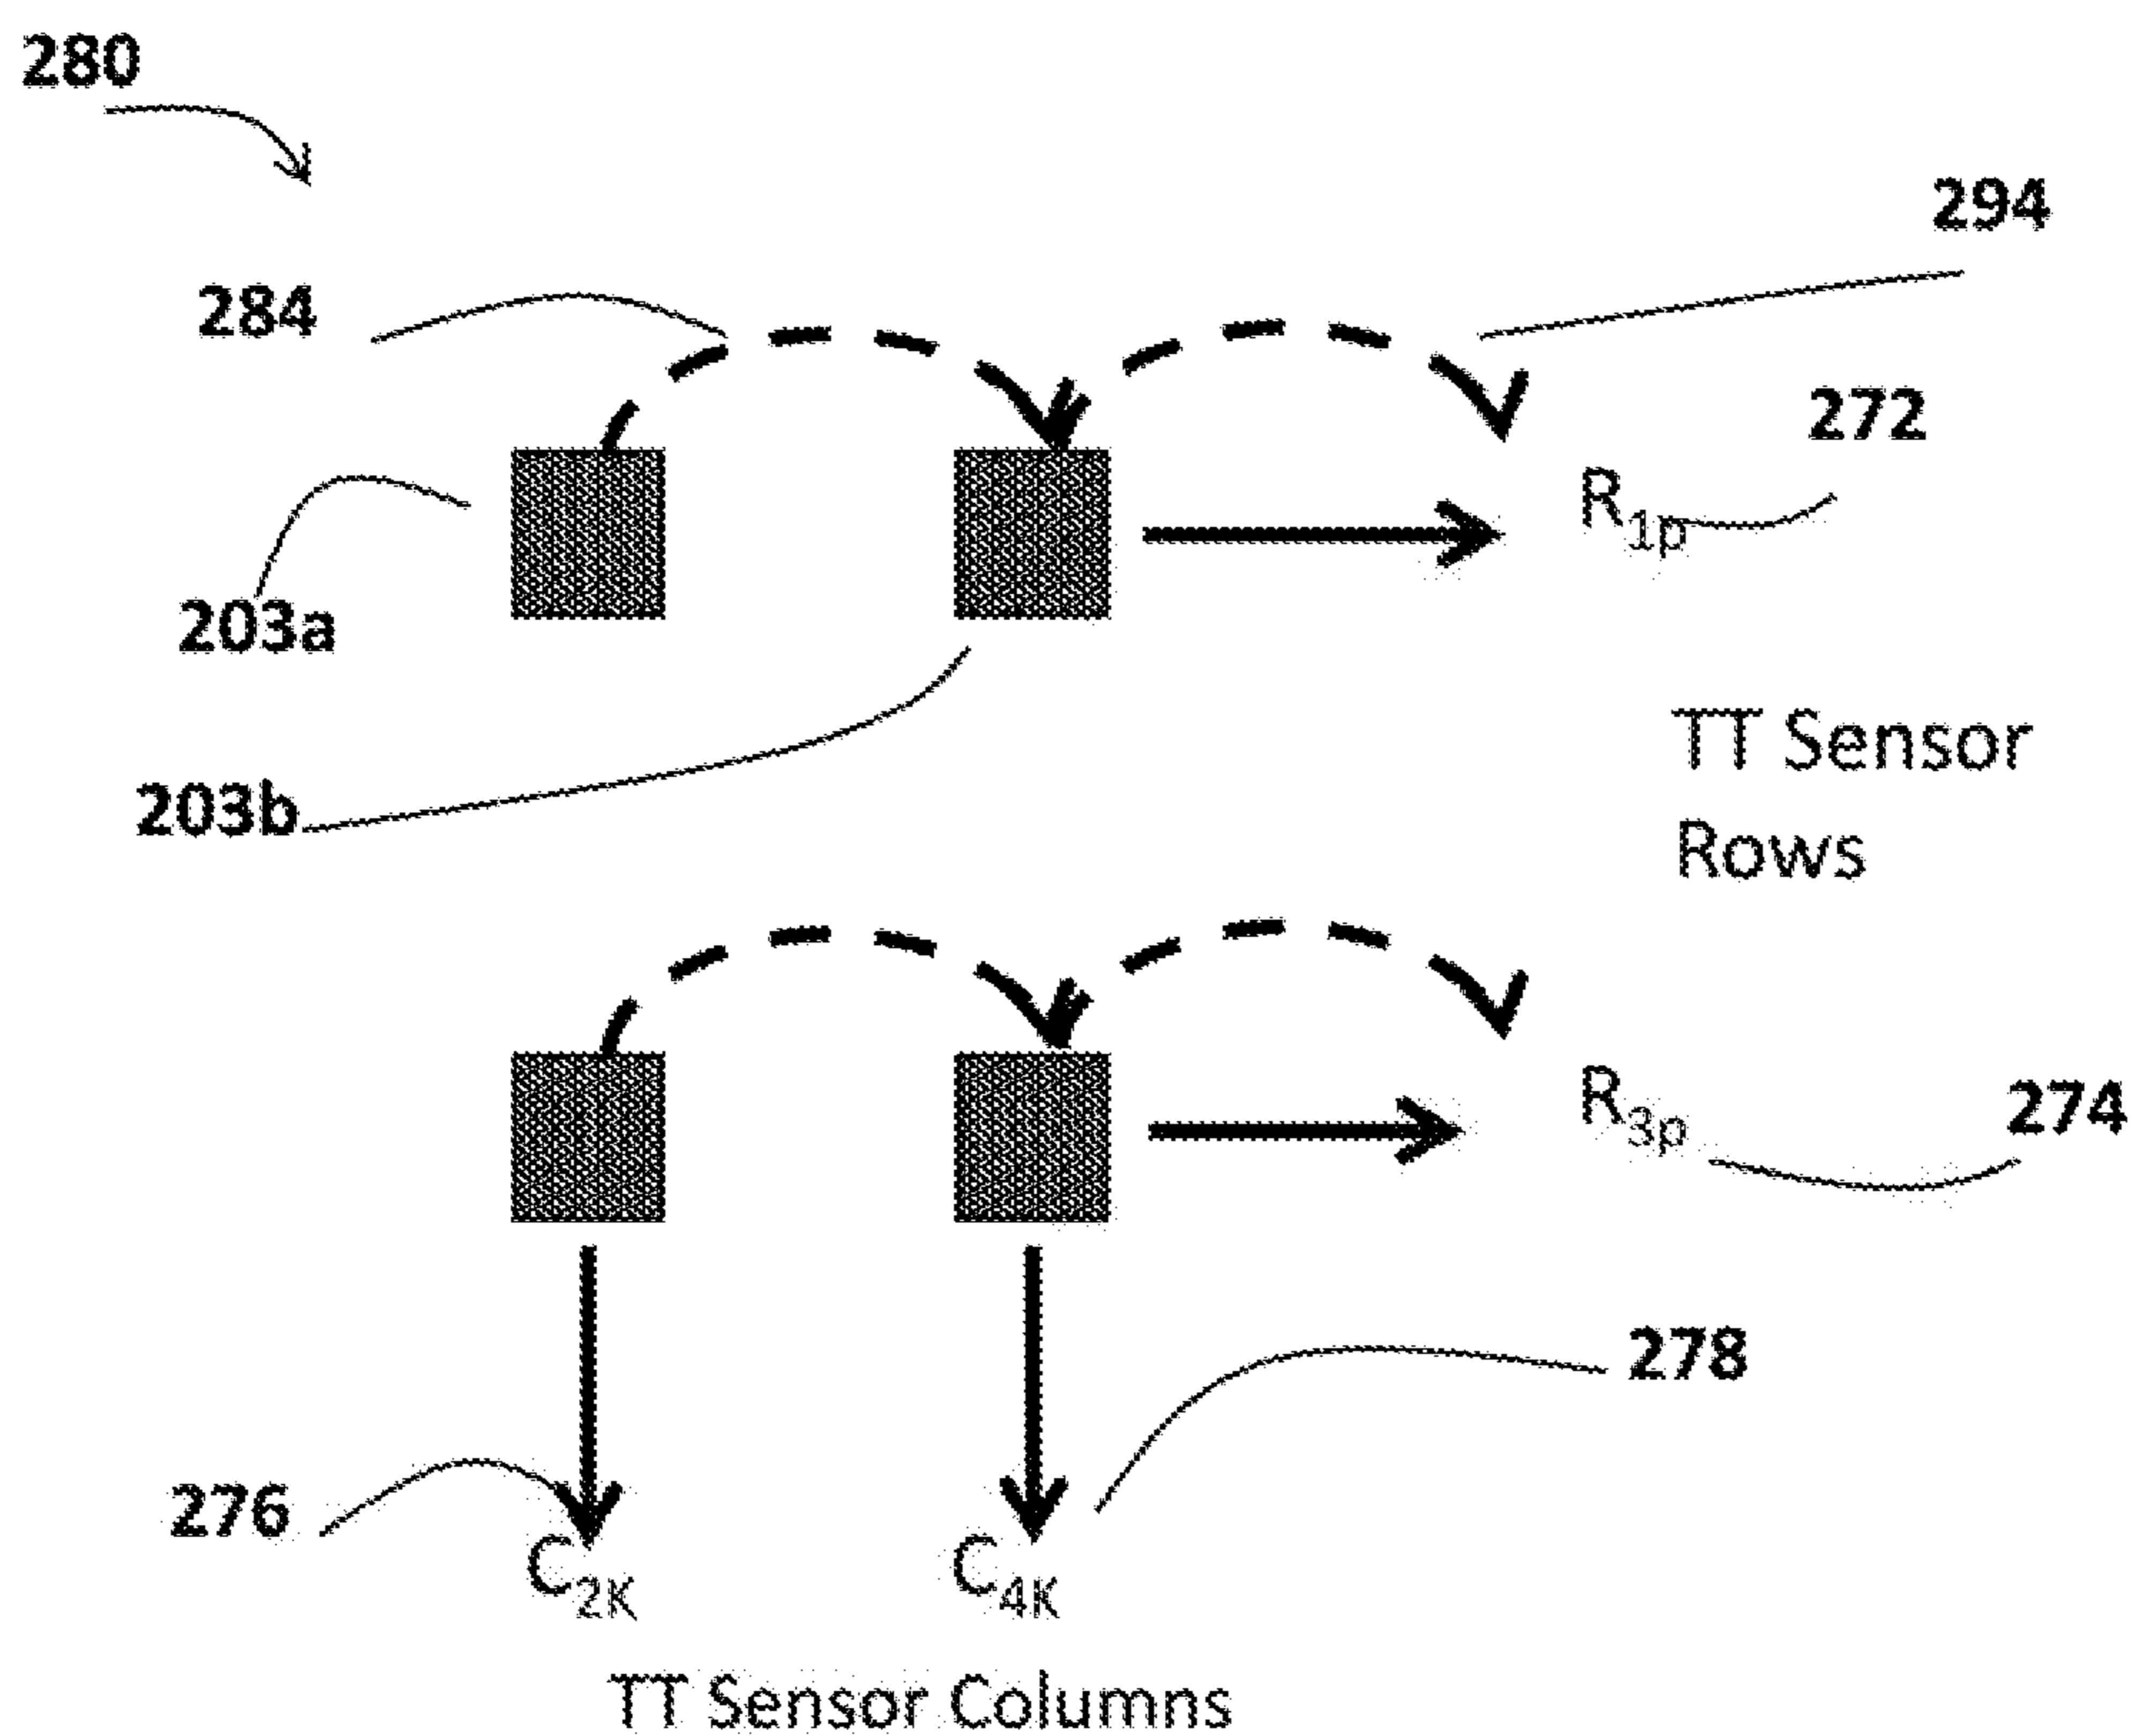 280
294
284
272
R1p
203a
TT Sensor
Rows
203b
R3p
274
278
276
C2K
C4K
TT Sensor Columns